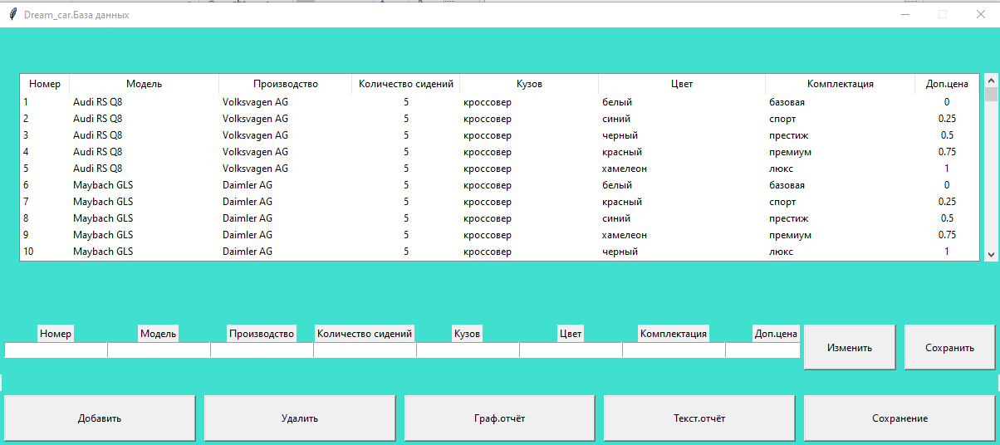 Dream_car.База данных
Номер Модель Производство Количество сидений Кузов Цвет Комплектация Доп.цена
1 Audi RS Q8 Volksvagen AG 5 кроссовер белый базовая 0
2 Audi RS Q8 Volksvagen AG 5 кроссовер синий спорт 0.25
3 Audi RS Q8 Volksvagen AG 5 кроссовер черный престиж 0.5
4 Audi RS Q8 Volksvagen AG 5 кроссовер красный премиум 0.75
5 Audi RS Q8 Volksvagen AG 5 кроссовер хамелеон люкс 1
6 Maybach GLS Daimler AG 5 кроссовер белый базовая 0
7 Maybach GLS Daimler AG 5 кроссовер красный спорт 0.25
8 Maybach GLS Daimler AG 5 кроссовер синий престиж 0.5
9 Maybach GLS Daimler AG 5 кроссовер хамелеон премиум 0.75
10 Maybach GLS Daimler AG 5 кроссовер черный люкс 1
Номер Модель Производство Количество сидений Кузов Цвет Комплектация Доп.цена
Изменить Сохранить
Добавить Удалить Граф.отчёт Текст.отчёт Сохранение